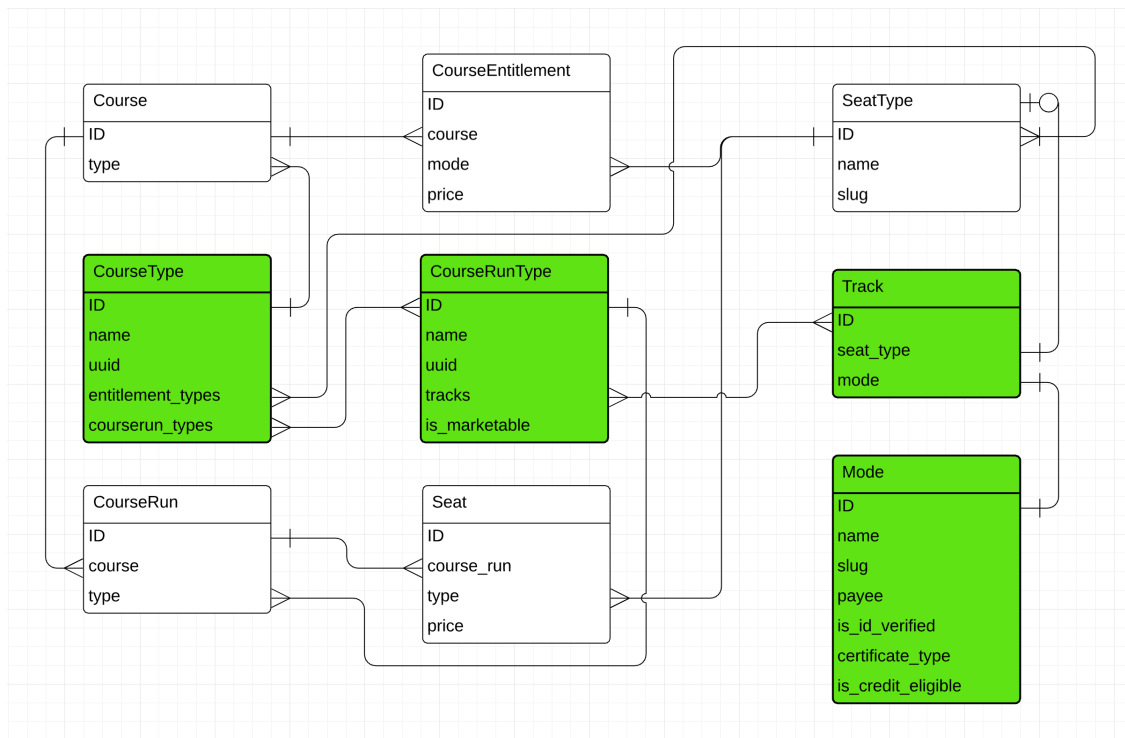 Course
ID
type
CourseEntitlement
ID
course
mode
price
SeatType
ID
name
slug
CourseType
ID
name
uuid
entitlement_types
courserun_types
CourseRunType
ID
name
uuid
tracks
is_marketable
Track
ID
seat_type
mode
CourseRun
ID
course
type
Seat
ID
course_run
type
price
Mode
ID
name
slug
payee
is_id_verified
certificate_type
is_credit_eligible